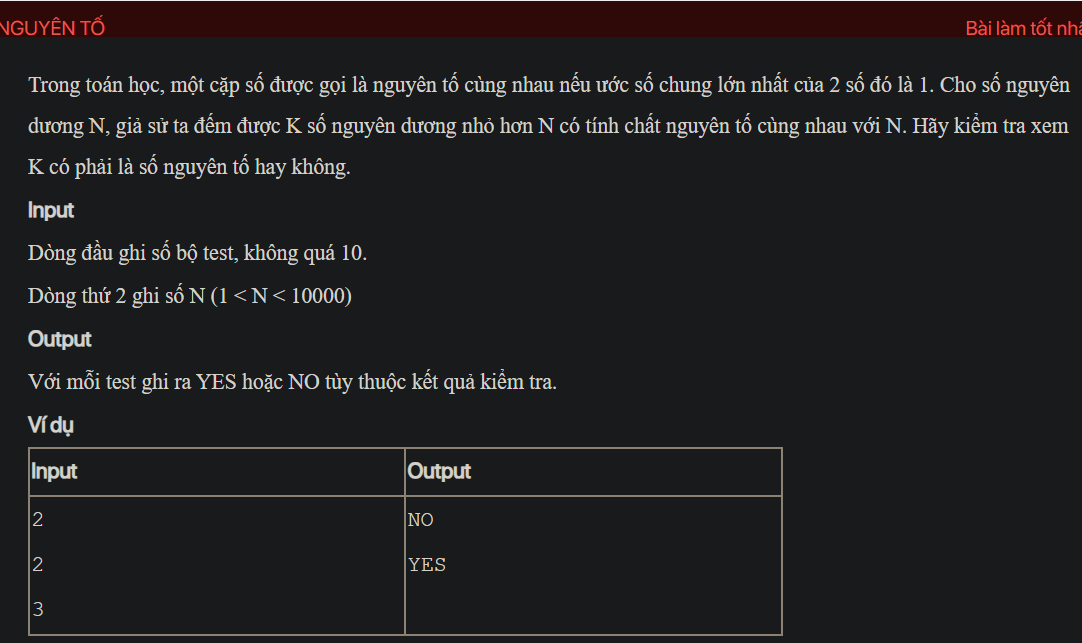 NGUYÊN TỐ
Bài làm tốt nhấ
Trong toán học, một cặp số được gọi là nguyên tố cùng nhau nếu ước số chung lớn nhất của 2 số đó là 1. Cho số nguyên
dương N, giả sử ta đếm được K số nguyên dương nhỏ hơn N có tính chất nguyên tố cùng nhau với N. Hãy kiểm tra xem
K có phải là số nguyên tố hay không.
Input
Dòng đầu ghi số bộ test, không quá 10.
Dòng thứ 2 ghi số N (1 < N < 10000)
Output
Với mỗi test ghi ra YES hoặc NO tùy thuộc kết quả kiểm tra.
Ví dụ
Input Output
2 NO
2 YES
3